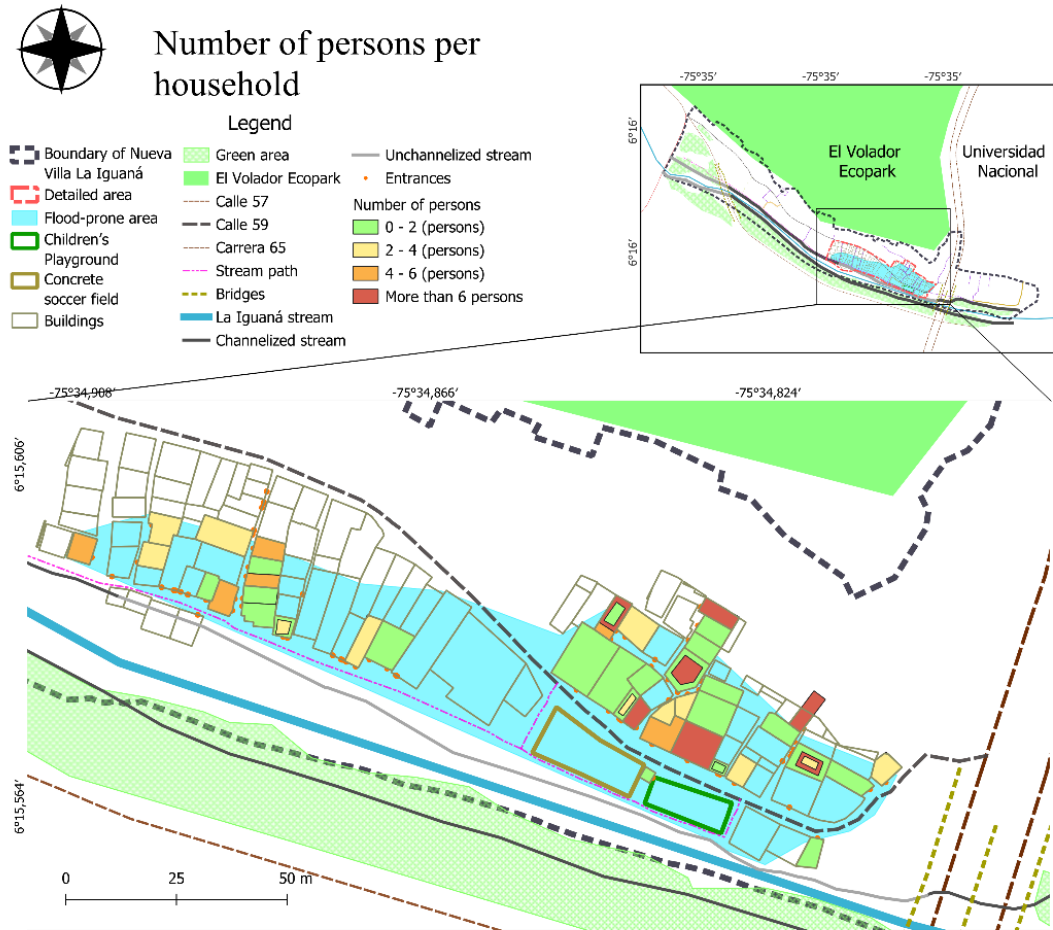 Number of persons per
household
Legend
Boundary of Nueva
Villa La Iguaná
Detailed area
Flood-prone area
Children's
Playground
Concrete
soccer field
Buildings
Green area
El Volador Ecopark
Calle 57
Calle 59
Carrera 65
Stream path
Bridges
La Iguaná stream
Channelized stream
Unchannelized stream
Entrances
Number of persons
0 - 2 (persons)
2 - 4 (persons)
4 - 6 (persons)
More than 6 persons
-75°35′ -75°35′ -75°35′
6°16′
6°16′
El Volador
Ecopark
Universidad
Nacional
-75°34,908′ -75°34,866′ -75°34,824′
6°15,606′
6°15,564′
0 25 50 m